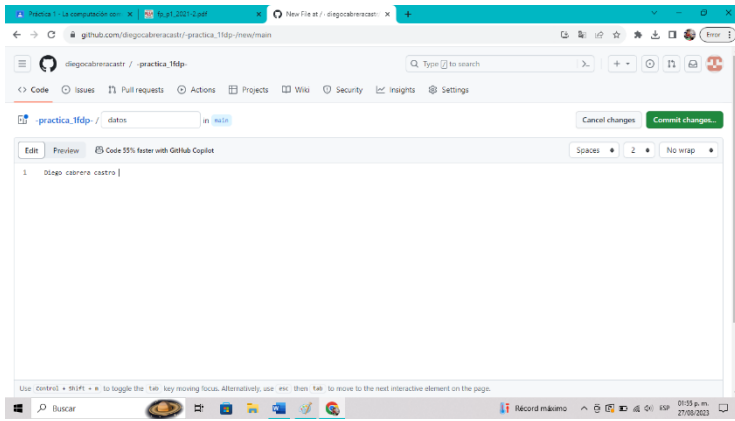 Práctica 1 - La computación com
fp_p1_2021-2.pdf
New File at / · diegocabreracastr
github.com/diegocabreracastr/-practica_1fdp-/new/main
Error
diegocabreracastr / -practica_1fdp-
Type / to search
Code
Issues
Pull requests
Actions
Projects
Wiki
Security
Insights
Settings
-practica_1fdp- / datos in main
Cancel changes
Commit changes...
Edit
Preview
Code 55% faster with GitHub Copilot
Spaces
2
No wrap
1 Diego cabrera castro
Use Control + Shift + m to toggle the tab key moving focus. Alternatively, use esc then tab to move to the next interactive element on the page.
Buscar
Récord máximo
ESP
01:55 p. m.
27/08/2023